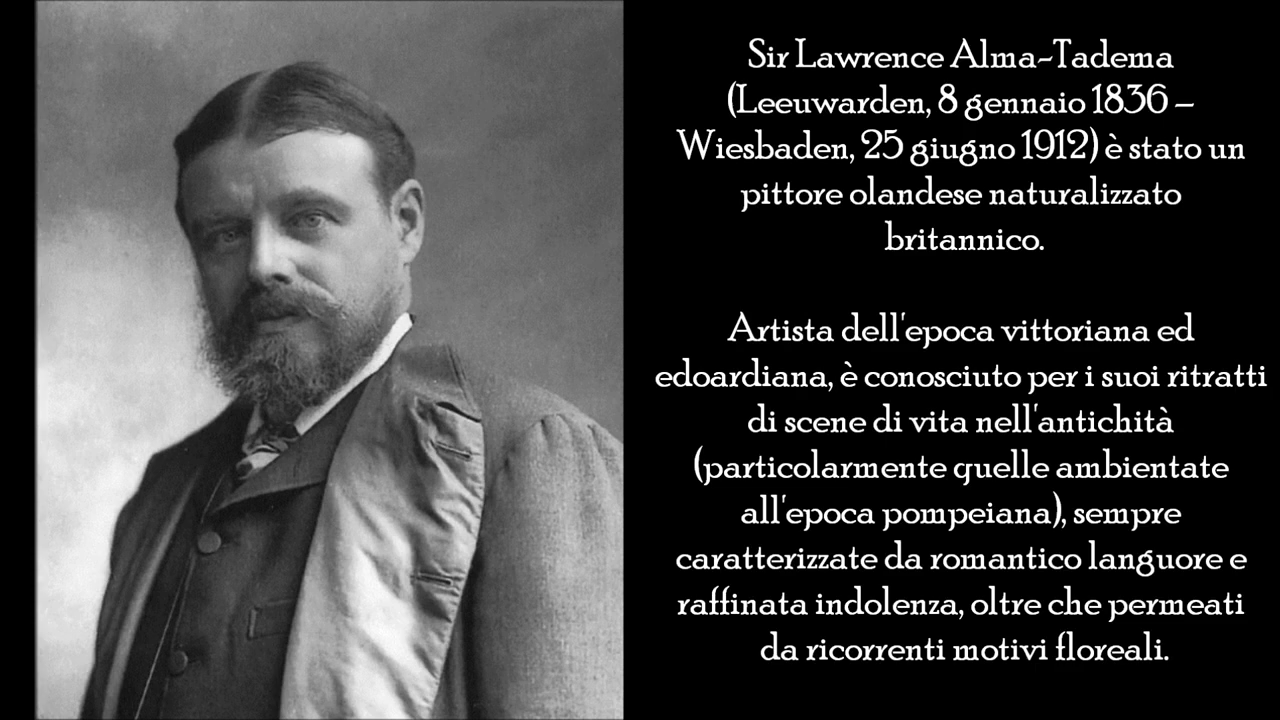 Sir Lawrence Alma-Tadema
(Leeuwarden, 8 gennaio 1836 –
Wiesbaden, 25 giugno 1912) è stato un
pittore olandese naturalizzato
britannico.
Artista dell'epoca vittoriana ed
edoardiana, è conosciuto per i suoi ritratti
di scene di vita nell'antichità
(particolarmente quelle ambientate
all'epoca pompeiana), sempre
caratterizzate da romantico languore e
raffinata indolenza, oltre che permeati
da ricorrenti motivi floreali.